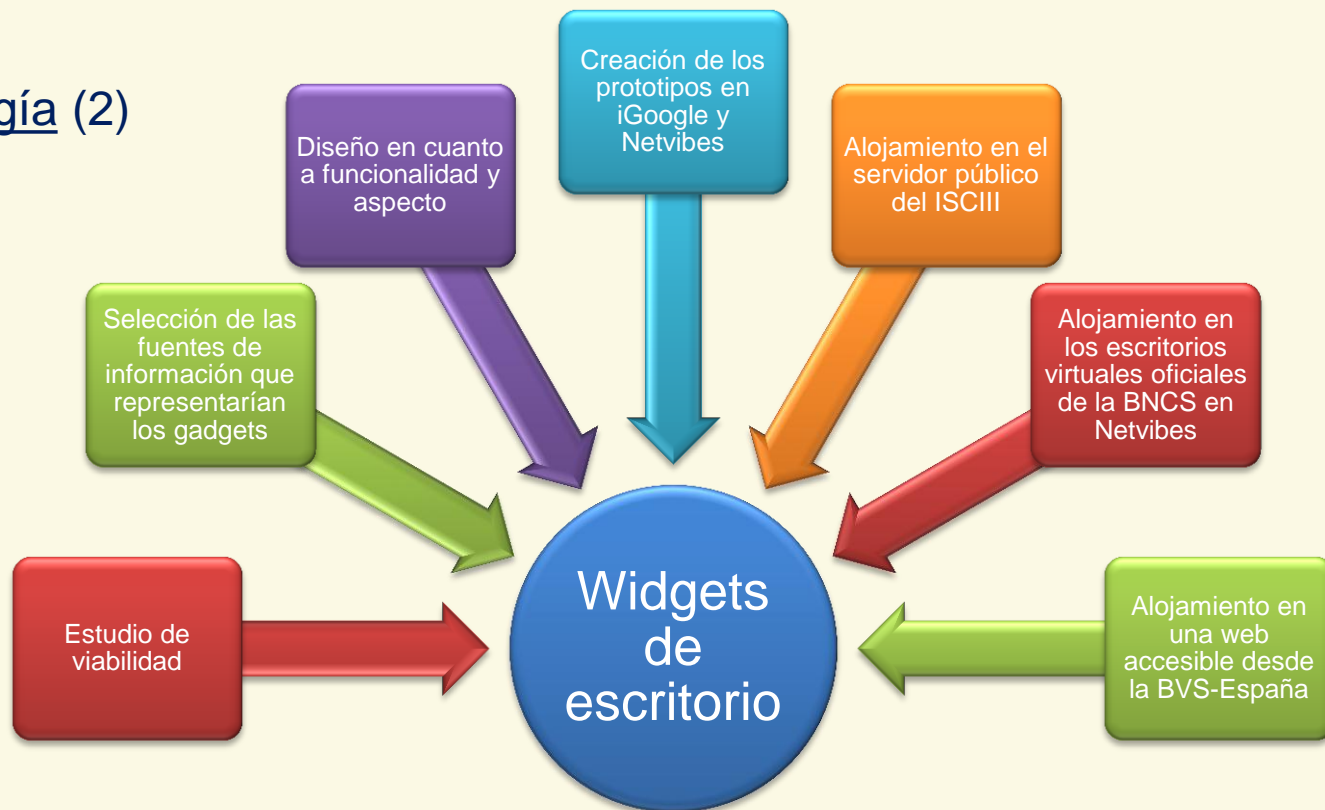 gía (2)
Estudio de
viabilidad
Selección de las
fuentes de
información que
representarían
los gadgets
Diseño en cuanto
a funcionalidad y
aspecto
Creación de los
prototipos en
iGoogle y
Netvibes
Alojamiento en el
servidor público
del ISCIII
Alojamiento en
los escritorios
virtuales oficiales
de la BNCS en
Netvibes
Alojamiento en
una web
accesible desde
la BVS-España
Widgets
de
escritorio